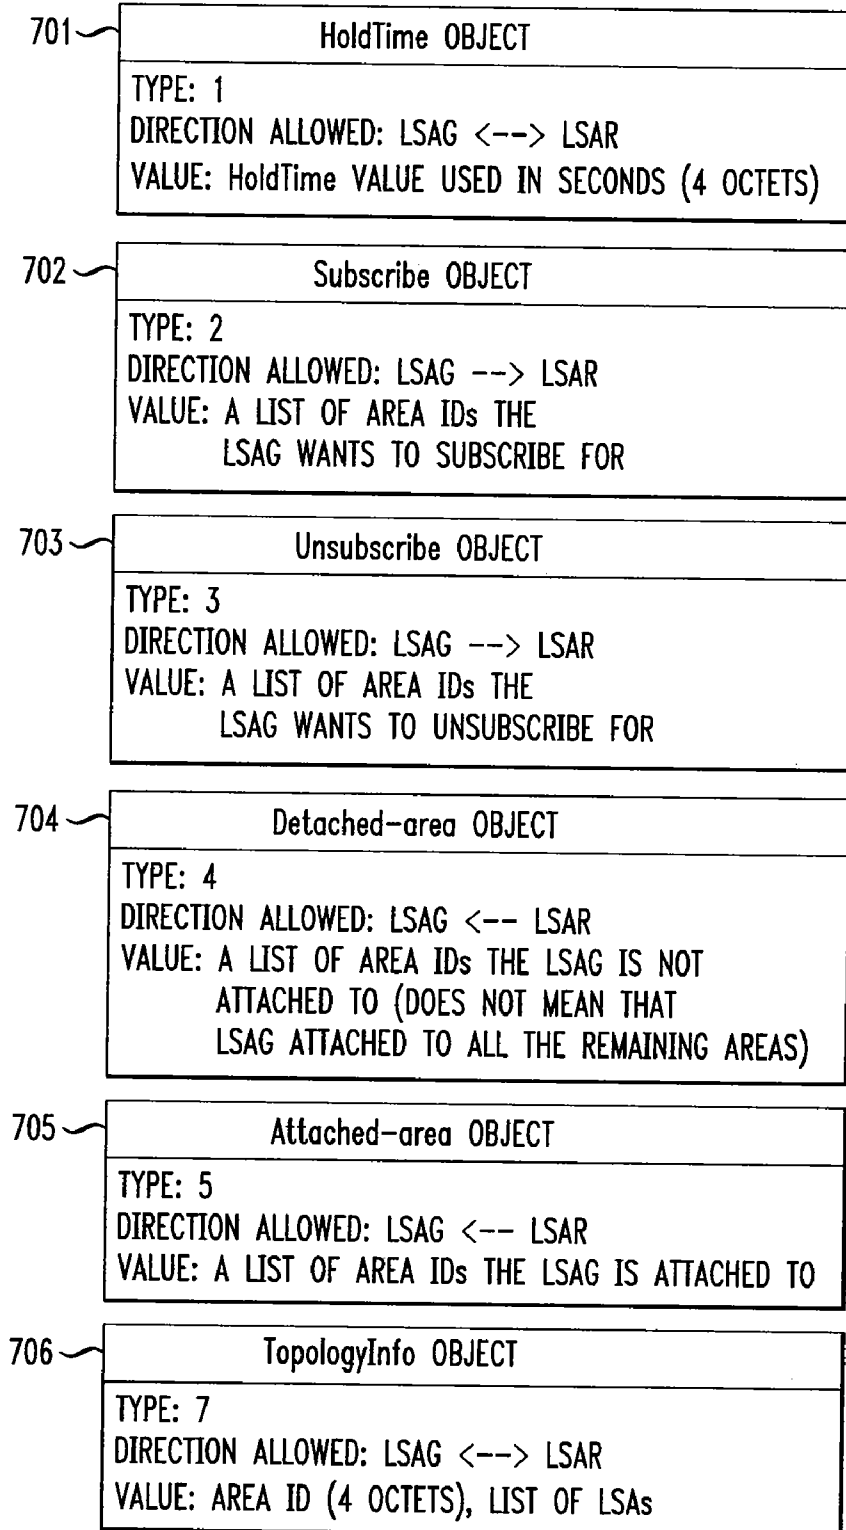 701
HoldTime OBJECT
TYPE: 1
DIRECTION ALLOWED: LSAG <--> LSAR
VALUE: HoldTime VALUE USED IN SECONDS (4 OCTETS)
702
Subscribe OBJECT
TYPE: 2
DIRECTION ALLOWED: LSAG --> LSAR
VALUE: A LIST OF AREA IDs THE
LSAG WANTS TO SUBSCRIBE FOR
703
Unsubscribe OBJECT
TYPE: 3
DIRECTION ALLOWED: LSAG --> LSAR
VALUE: A LIST OF AREA IDs THE
LSAG WANTS TO UNSUBSCRIBE FOR
704
Detached-area OBJECT
TYPE: 4
DIRECTION ALLOWED: LSAG <-- LSAR
VALUE: A LIST OF AREA IDs THE LSAG IS NOT
ATTACHED TO (DOES NOT MEAN THAT
LSAG ATTACHED TO ALL THE REMAINING AREAS)
705
Attached-area OBJECT
TYPE: 5
DIRECTION ALLOWED: LSAG <-- LSAR
VALUE: A LIST OF AREA IDs THE LSAG IS ATTACHED TO
706
TopologyInfo OBJECT
TYPE: 7
DIRECTION ALLOWED: LSAG <--> LSAR
VALUE: AREA ID (4 OCTETS), LIST OF LSAs